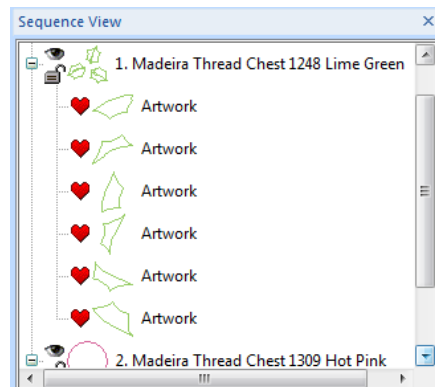 Sequence View
1. Madeira Thread Chest 1248 Lime Green
Artwork
Artwork
Artwork
Artwork
Artwork
Artwork
2. Madeira Thread Chest 1309 Hot Pink